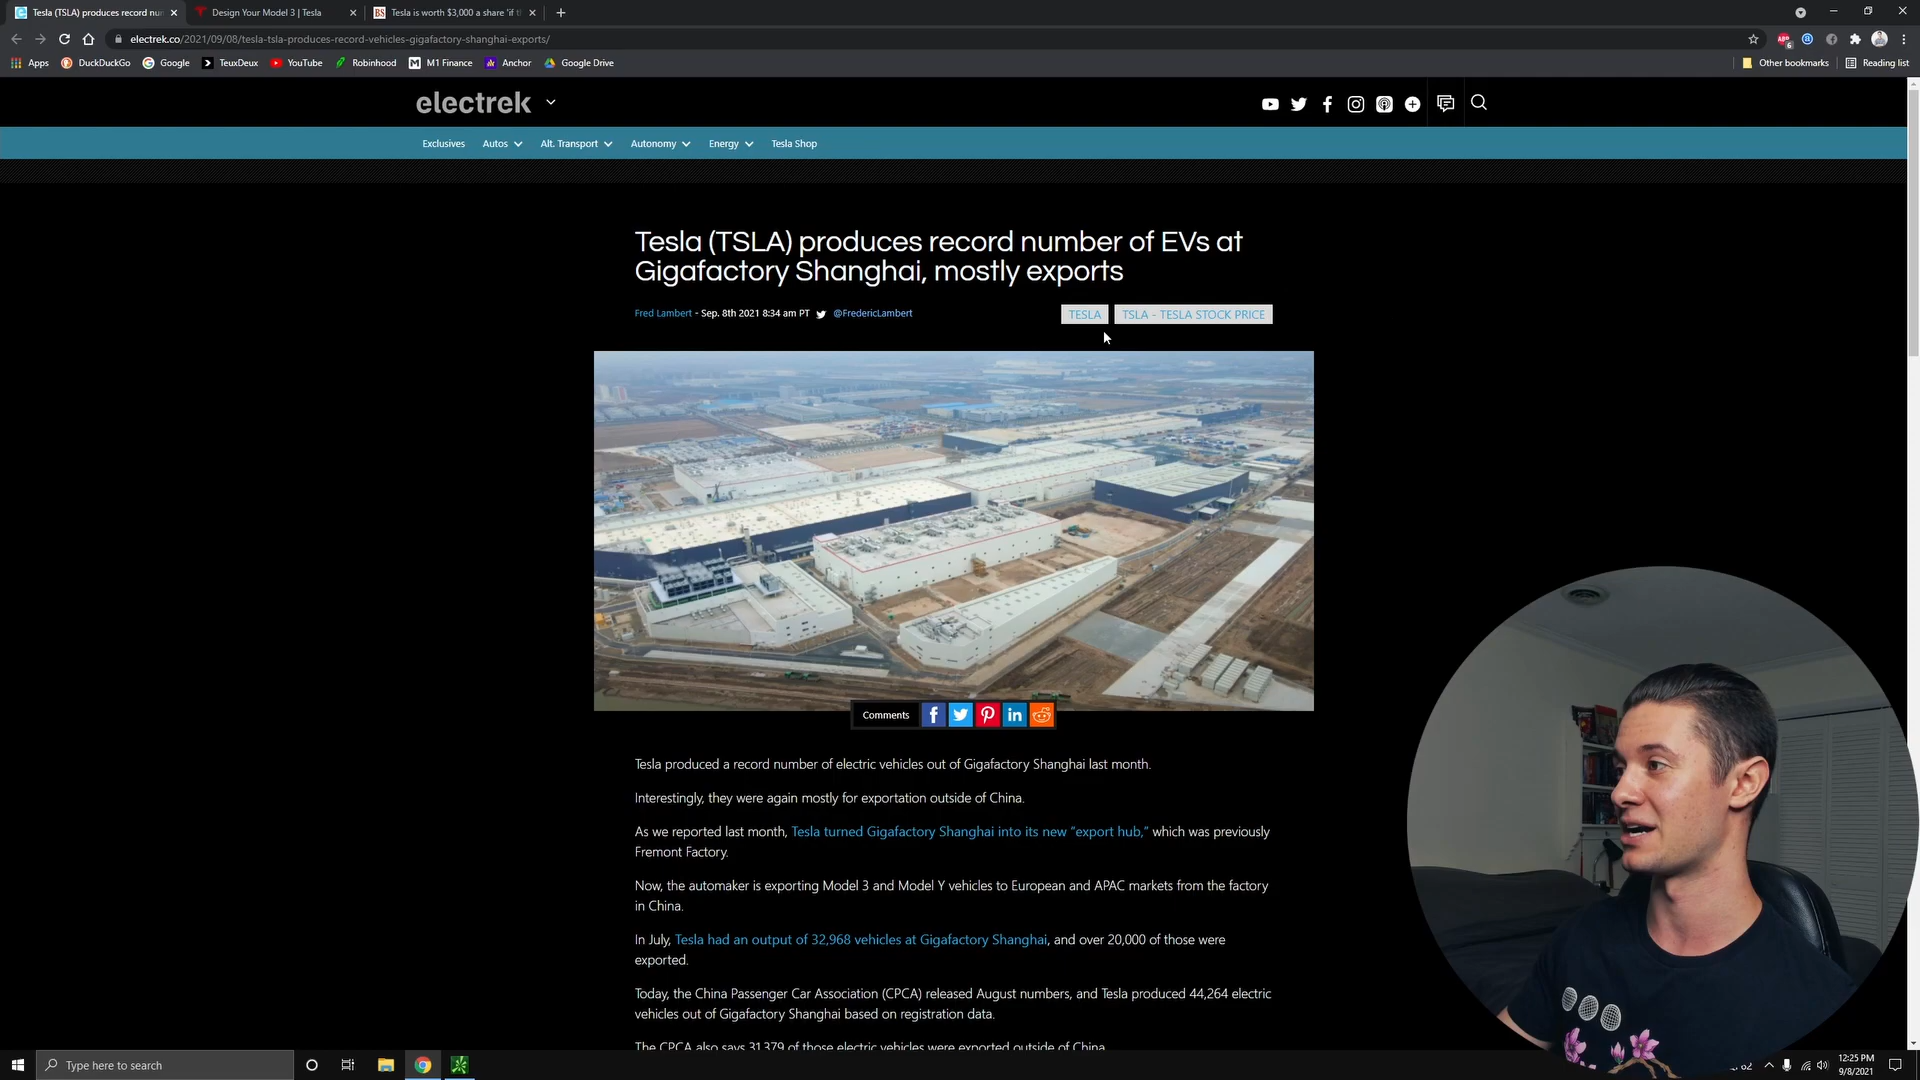 Tesla (TSLA) produces record nu
Design Your Model 3 | Tesla
BS
Tesla is worth $3,000 a share 'if t
electrek.co/2021/09/08/tesla-tsla-produces-record-vehicles-gigafactory-shanghai-exports/
Apps
DuckDuckGo
Google
TeuxDeux
YouTube
Robinhood
M1 Finance
Anchor
Google Drive
Other bookmarks
Reading list
electrek
Exclusives
Autos
Alt. Transport
Autonomy
Energy
Tesla Shop
Tesla (TSLA) produces record number of EVs at
Gigafactory Shanghai, mostly exports
Fred Lambert - Sep. 8th 2021 8:34 am PT @FredericLambert
TESLA
TSLA - TESLA STOCK PRICE
Comments
Tesla produced a record number of electric vehicles out of Gigafactory Shanghai last month.
Interestingly, they were again mostly for exportation outside of China.
As we reported last month, Tesla turned Gigafactory Shanghai into its new “export hub,” which was previously
Fremont Factory.
Now, the automaker is exporting Model 3 and Model Y vehicles to European and APAC markets from the factory
in China.
In July, Tesla had an output of 32,968 vehicles at Gigafactory Shanghai, and over 20,000 of those were
exported.
Today, the China Passenger Car Association (CPCA) released August numbers, and Tesla produced 44,264 electric
vehicles out of Gigafactory Shanghai based on registration data.
The CPCA also says 31,379 of those electric vehicles were exported outside of China.
Type here to search
12:25 PM
9/8/2021